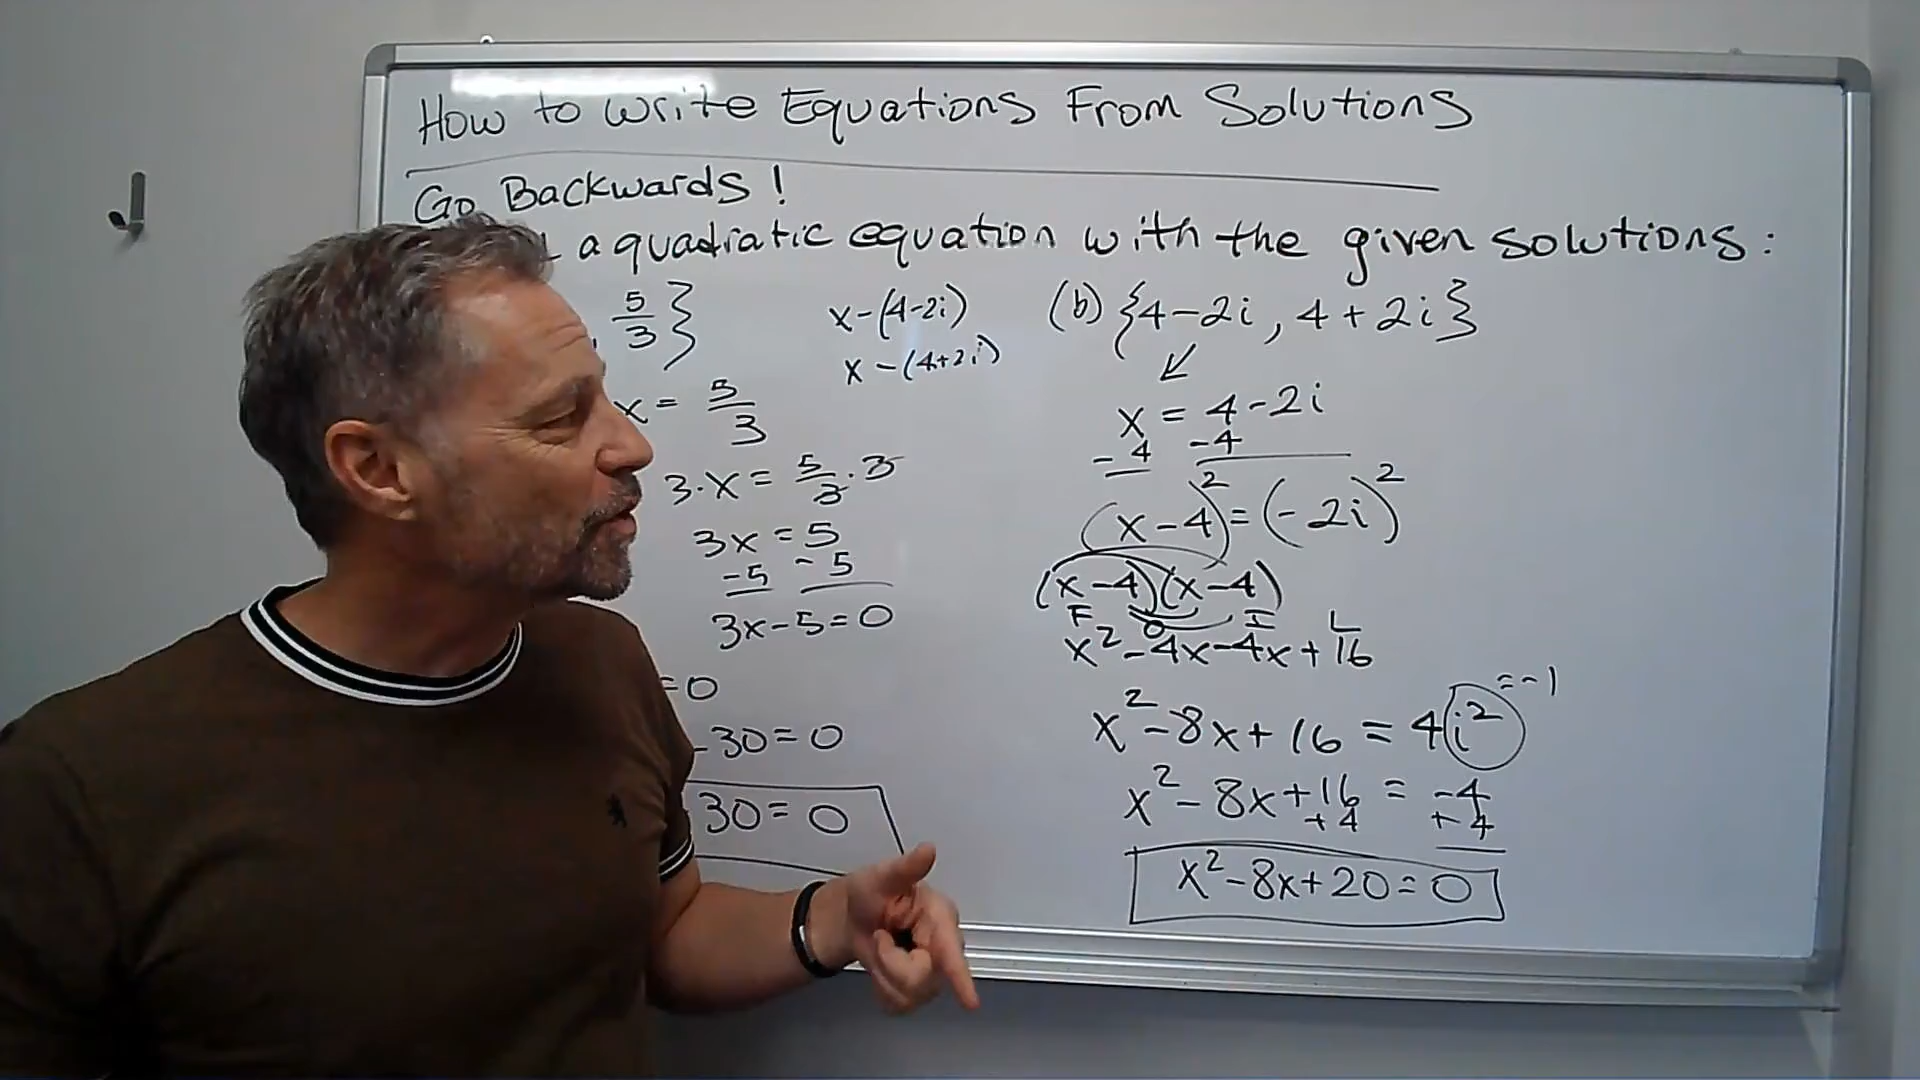 How to Write Equations From Solutions
Go Backwards!
a quadratic equation with the given solutions:
5/3}
x = 5/3
3·x = 5/3 · 3
3x = 5
-5 -5
3x-5=0
=0
-30=0
30=0
x-(4-2i)
x-(4+2i)
(b) {4-2i, 4+2i}
x = 4-2i
-4 -4
(x-4)² = (-2i)²
(x-4)(x-4)
F O I L
x²-4x-4x+16
x²-8x+16 = 4i² =-1
x²-8x+16 = -4
+4 +4
x²-8x+20=0